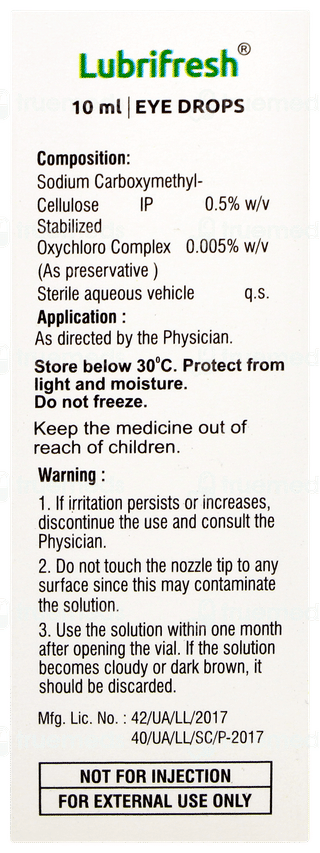 Lubrifresh®
10 ml | EYE DROPS
Composition:
Sodium Carboxymethyl-
Cellulose IP 0.5% w/v
Stabilized
Oxychloro Complex 0.005% w/v
(As preservative )
Sterile aqueous vehicle q.s.
Application :
As directed by the Physician.
Store below 30⁰C. Protect from
light and moisture.
Do not freeze.
Keep the medicine out of
reach of children.
Warning :
1. If irritation persists or increases,
discontinue the use and consult the
Physician.
2. Do not touch the nozzle tip to any
surface since this may contaminate
the solution.
3. Use the solution within one month
after opening the vial. If the solution
becomes cloudy or dark brown, it
should be discarded.
Mfg. Lic. No. : 42/UA/LL/2017
40/UA/LL/SC/P-2017
NOT FOR INJECTION
FOR EXTERNAL USE ONLY